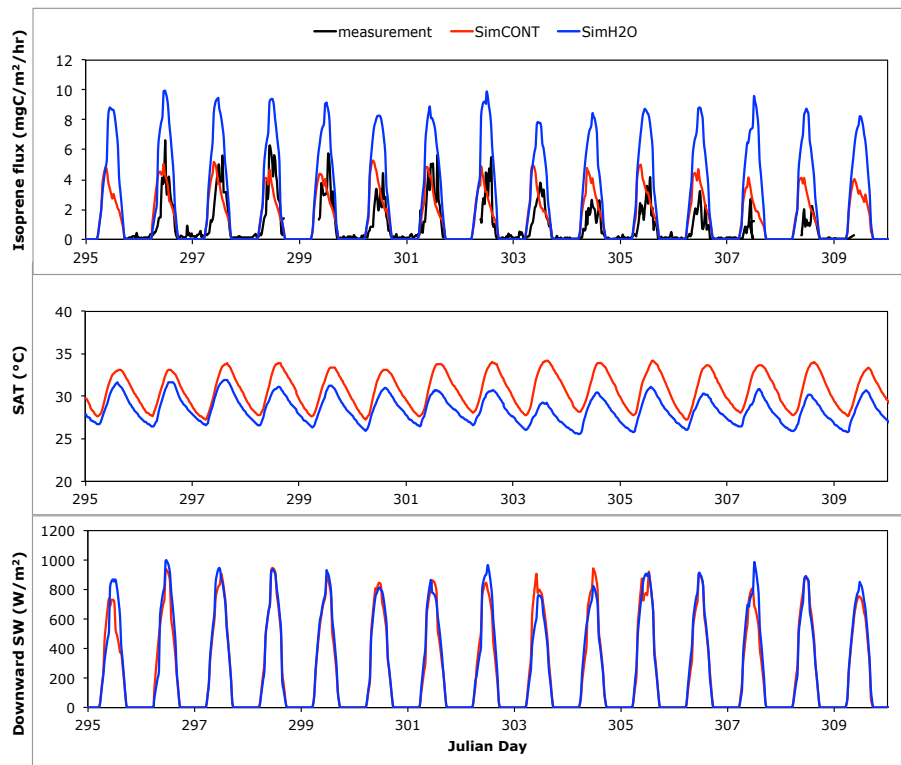 measurement SimCONT SimH2O
Isoprene flux (mgC/m²/hr)
12
10
8
6
4
2
0
295 297 299 301 303 305 307 309
SAT (°C)
40
35
30
25
20
295 297 299 301 303 305 307 309
Downward SW (W/m²)
1200
1000
800
600
400
200
0
295 297 299 301 303 305 307 309
Julian Day